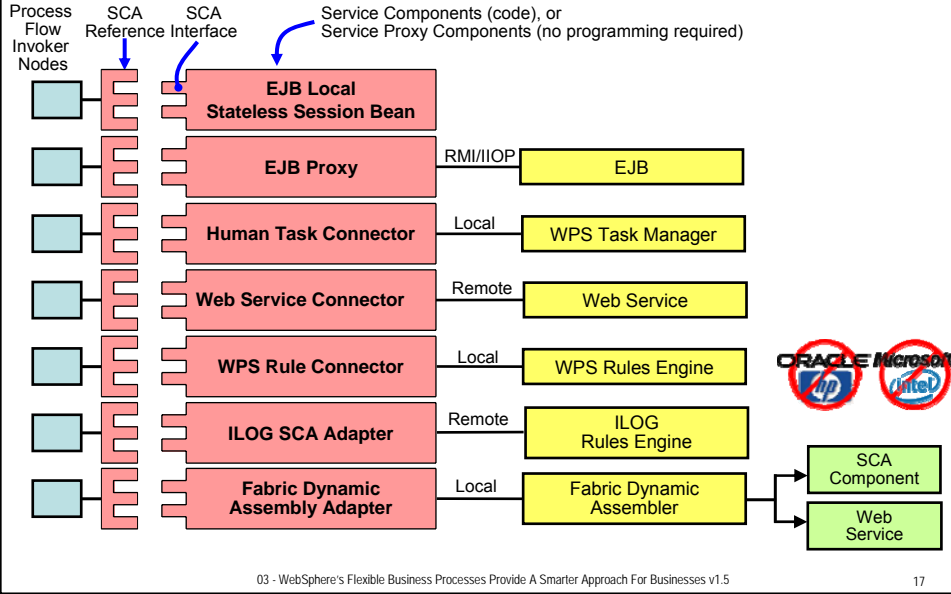 Process
Flow
Invoker
Nodes
SCA
Reference
SCA
Interface
Service Components (code), or
Service Proxy Components (no programming required)
EJB Local
Stateless Session Bean
EJB Proxy
RMI/IIOP
EJB
Human Task Connector
Local
WPS Task Manager
Web Service Connector
Remote
Web Service
WPS Rule Connector
Local
WPS Rules Engine
ORACLE
hp
Microsoft
intel
ILOG SCA Adapter
Remote
ILOG
Rules Engine
Fabric Dynamic
Assembly Adapter
Local
Fabric Dynamic
Assembler
SCA
Component
Web
Service
03 - WebSphere's Flexible Business Processes Provide A Smarter Approach For Businesses v1.5
17